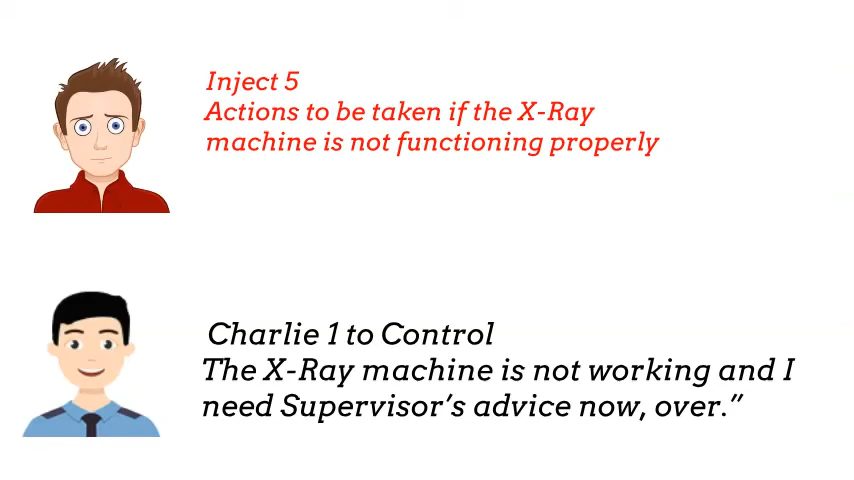 Inject 5
Actions to be taken if the X-Ray
machine is not functioning properly
Charlie 1 to Control
The X-Ray machine is not working and I
need Supervisor’s advice now, over.”